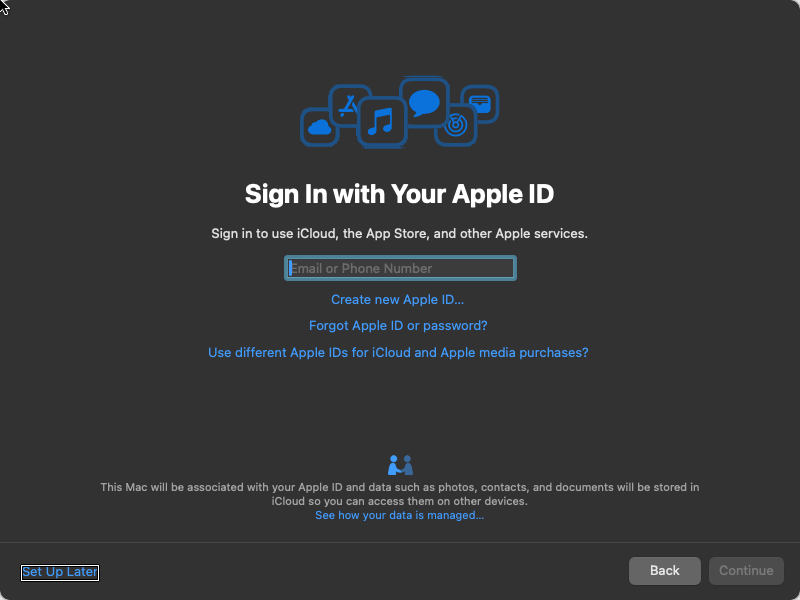 Sign In with Your Apple ID
Sign in to use iCloud, the App Store, and other Apple services.
Email or Phone Number
Create new Apple ID...
Forgot Apple ID or password?
Use different Apple IDs for iCloud and Apple media purchases?
This Mac will be associated with your Apple ID and data such as photos, contacts, and documents will be stored in
iCloud so you can access them on other devices.
See how your data is managed...
Set Up Later
Back
Continue